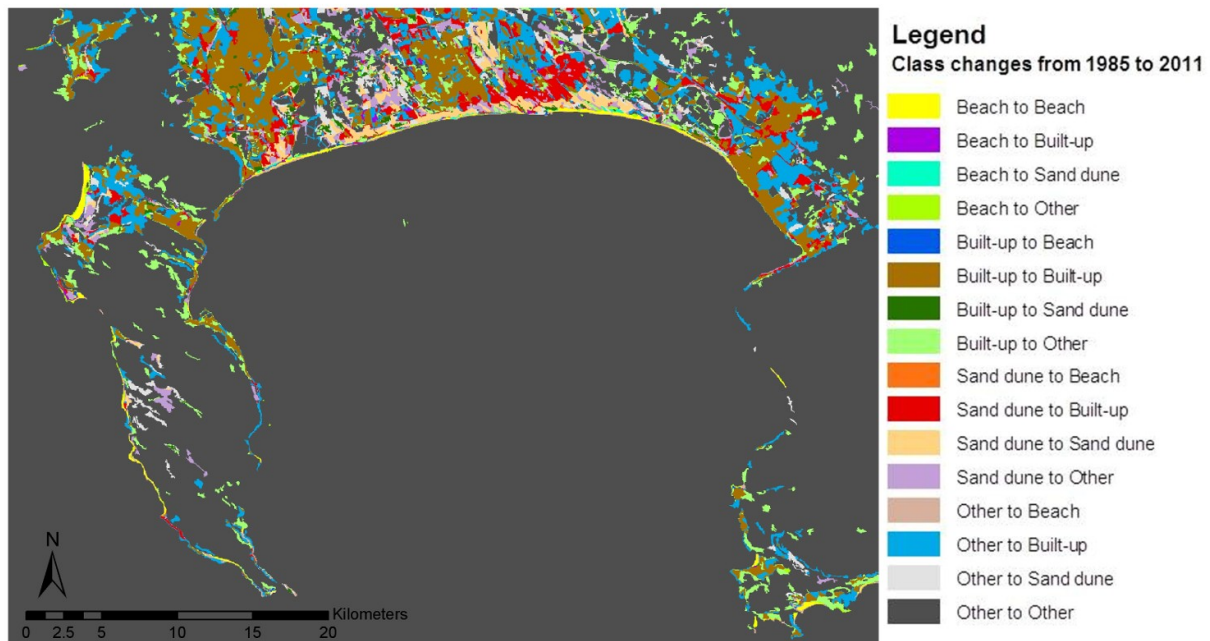 Legend
Class changes from 1985 to 2011
Beach to Beach
Beach to Built-up
Beach to Sand dune
Beach to Other
Built-up to Beach
Built-up to Built-up
Built-up to Sand dune
Built-up to Other
Sand dune to Beach
Sand dune to Built-up
Sand dune to Sand dune
Sand dune to Other
Other to Beach
Other to Built-up
Other to Sand dune
Other to Other
N
Kilometers
0 2.5 5 10 15 20